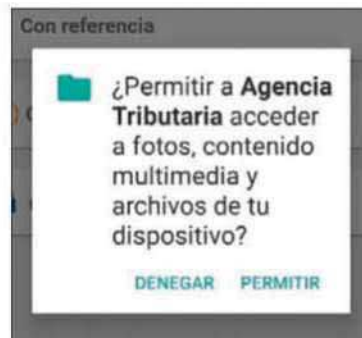 Con referencia
¿Permitir a Agencia
Tributaria acceder
a fotos, contenido
multimedia y
archivos de tu
dispositivo?
DENEGAR PERMITIR